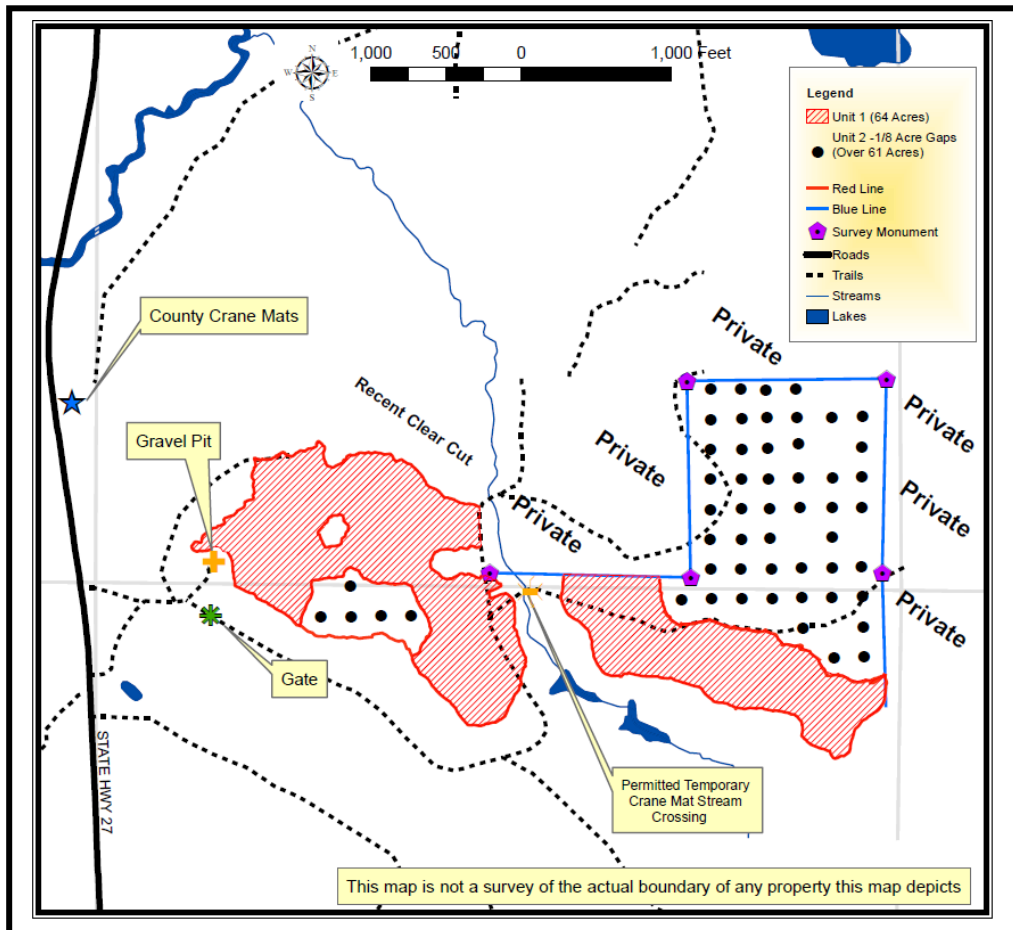 1,000 500 0 1,000 Feet
N
W E
S
Legend
Unit 1 (64 Acres)
Unit 2 -1/8 Acre Gaps
(Over 61 Acres)
Red Line
Blue Line
Survey Monument
Roads
Trails
Streams
Lakes
County Crane Mats
Private
Recent Clear Cut
Private
Gravel Pit
Private
Private
Private
Private
Gate
STATE HWY 27
Permitted Temporary
Crane Mat Stream
Crossing
This map is not a survey of the actual boundary of any property this map depicts